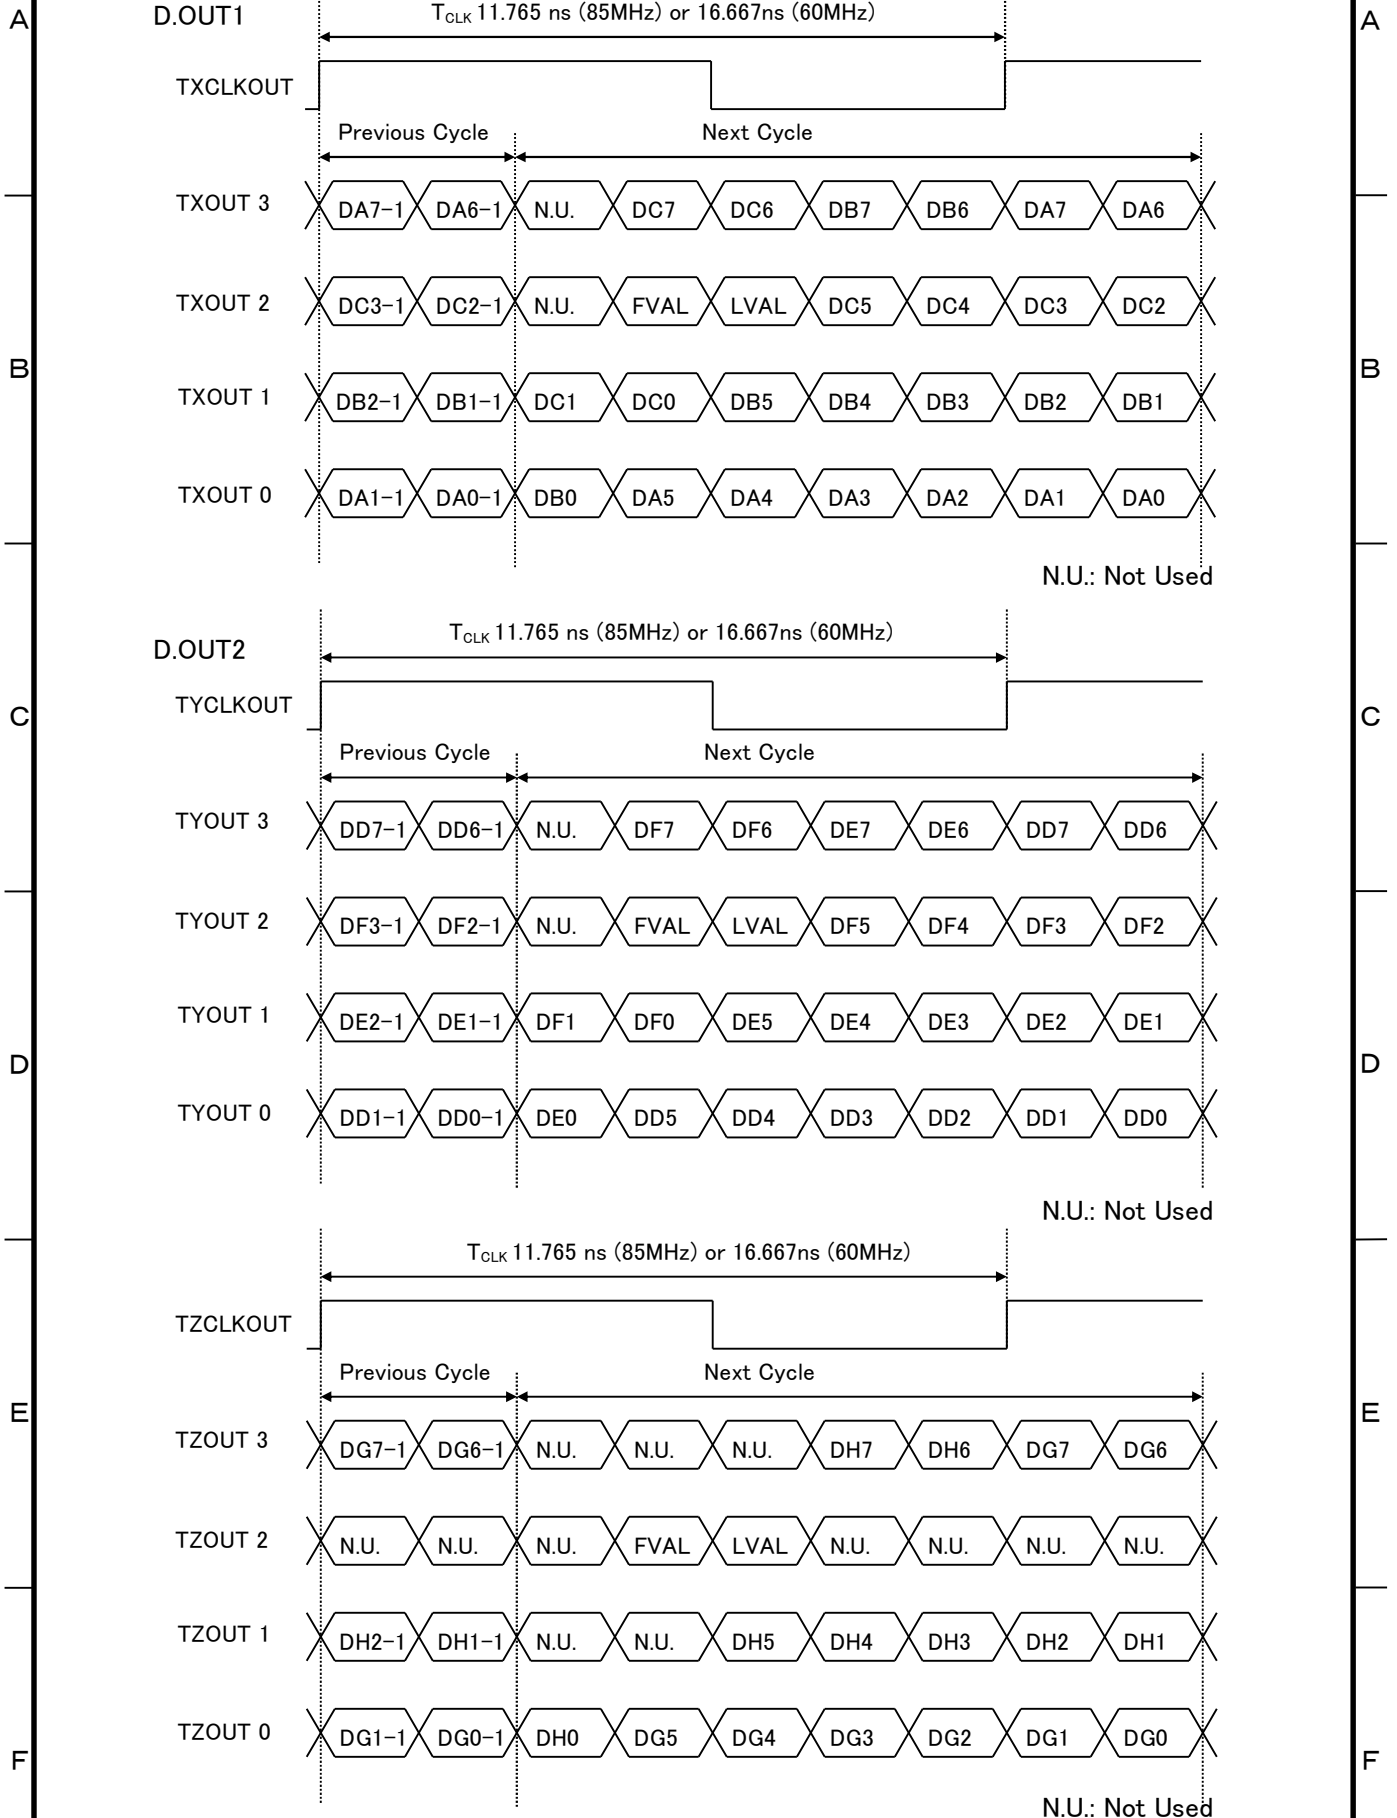 A A
D.OUT1
TCLK 11.765 ns (85MHz) or 16.667ns (60MHz)
TXCLKOUT
Previous Cycle Next Cycle
TXOUT 3 DA7-1 DA6-1 N.U. DC7 DC6 DB7 DB6 DA7 DA6
TXOUT 2 DC3-1 DC2-1 N.U. FVAL LVAL DC5 DC4 DC3 DC2
B B
TXOUT 1 DB2-1 DB1-1 DC1 DC0 DB5 DB4 DB3 DB2 DB1
TXOUT 0 DA1-1 DA0-1 DB0 DA5 DA4 DA3 DA2 DA1 DA0
N.U.: Not Used
TCLK 11.765 ns (85MHz) or 16.667ns (60MHz)
D.OUT2
TYCLKOUT
C C
Previous Cycle Next Cycle
TYOUT 3 DD7-1 DD6-1 N.U. DF7 DF6 DE7 DE6 DD7 DD6
TYOUT 2 DF3-1 DF2-1 N.U. FVAL LVAL DF5 DF4 DF3 DF2
TYOUT 1 DE2-1 DE1-1 DF1 DF0 DE5 DE4 DE3 DE2 DE1
D D
TYOUT 0 DD1-1 DD0-1 DE0 DD5 DD4 DD3 DD2 DD1 DD0
N.U.: Not Used
TCLK 11.765 ns (85MHz) or 16.667ns (60MHz)
TZCLKOUT
Previous Cycle Next Cycle
E E
TZOUT 3 DG7-1 DG6-1 N.U. N.U. N.U. DH7 DH6 DG7 DG6
TZOUT 2 N.U. N.U. N.U. FVAL LVAL N.U. N.U. N.U. N.U.
TZOUT 1 DH2-1 DH1-1 N.U. N.U. DH5 DH4 DH3 DH2 DH1
TZOUT 0 DG1-1 DG0-1 DH0 DG5 DG4 DG3 DG2 DG1 DG0
F F
N.U.: Not Used